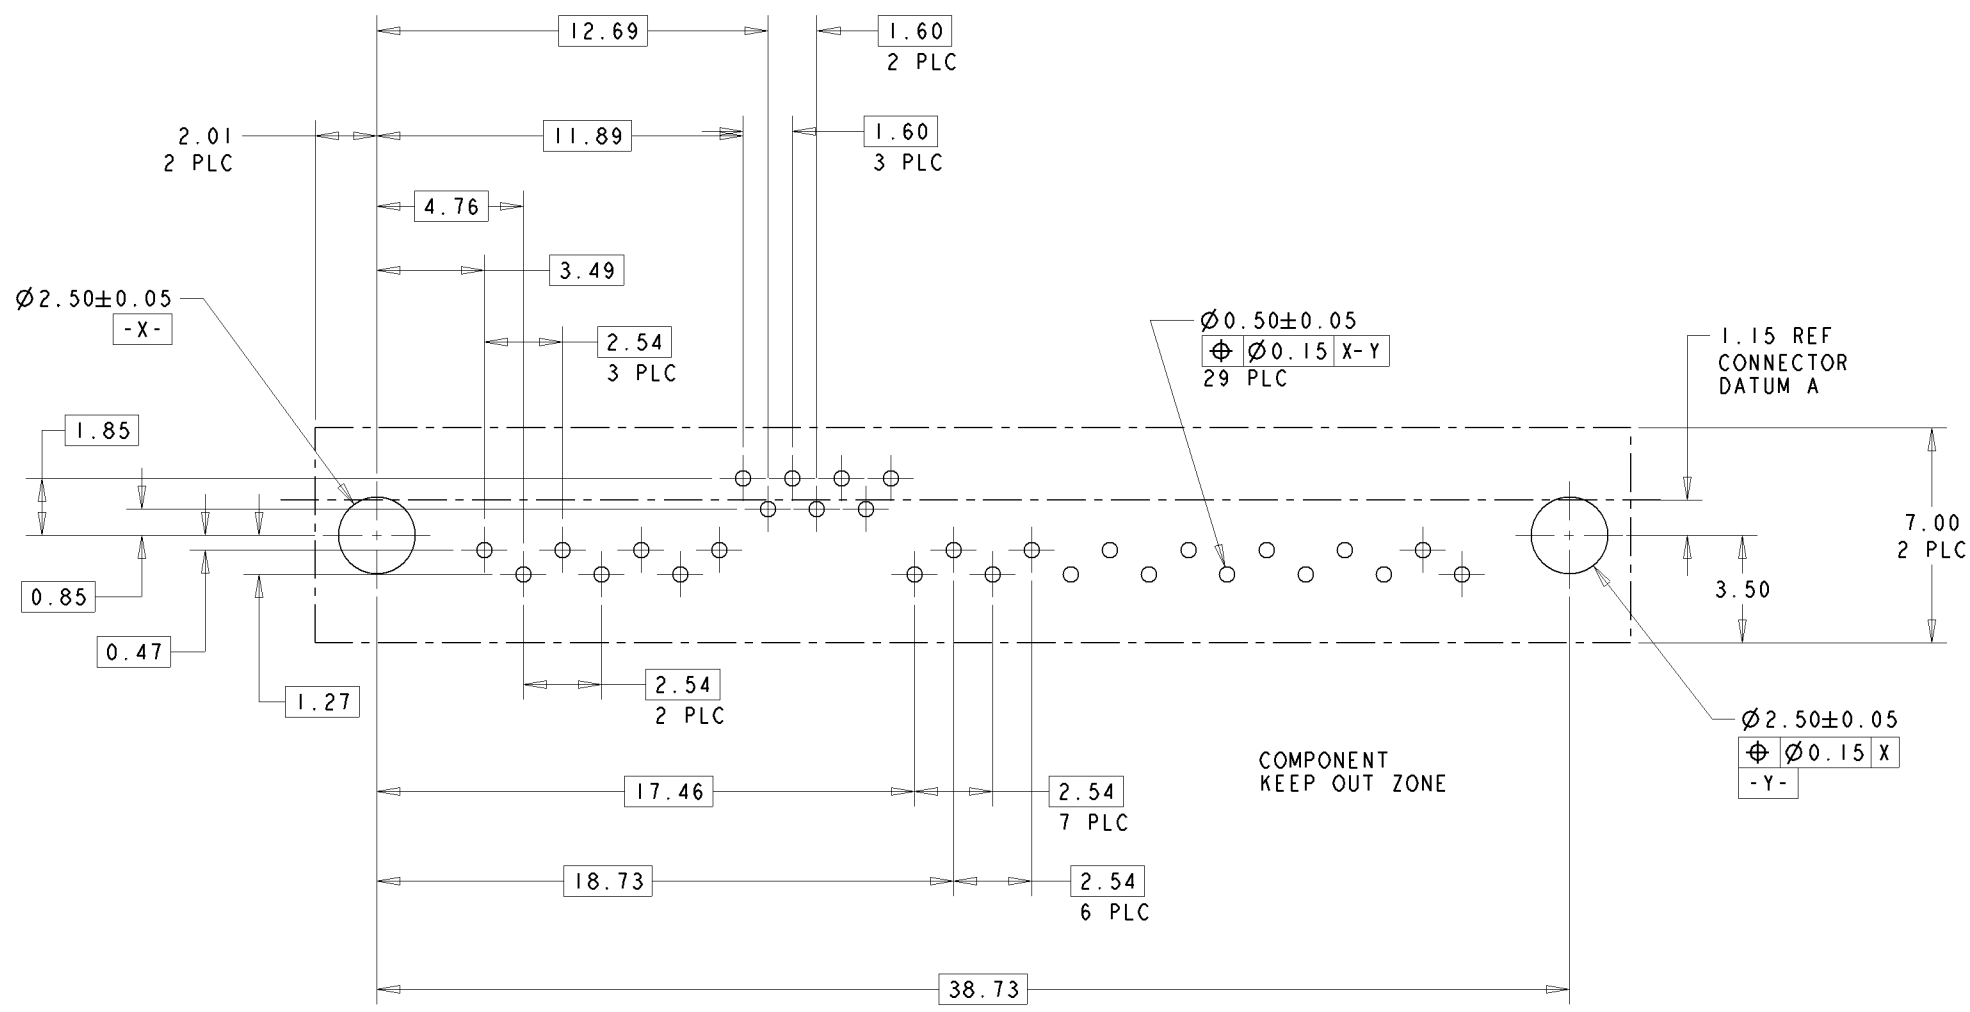 12.69
1.60
2 PLC
2.01
2 PLC
11.89
1.60
3 PLC
4.76
3.49
Ø2.50±0.05
-X-
2.54
3 PLC
Ø0.50±0.05
⌖ Ø0.15 X-Y
29 PLC
1.15 REF
CONNECTOR
DATUM A
1.85
7.00
2 PLC
0.85
3.50
0.47
1.27
2.54
2 PLC
Ø2.50±0.05
⌖ Ø0.15 X
-Y-
COMPONENT
KEEP OUT ZONE
17.46
2.54
7 PLC
18.73
2.54
6 PLC
38.73